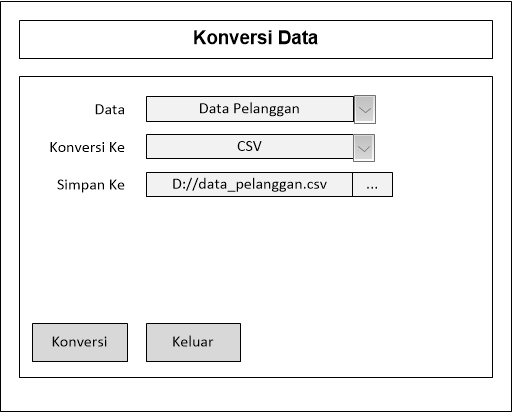 Konversi Data
Data Data Pelanggan
Konversi Ke CSV
Simpan Ke D://data_pelanggan.csv ...
Konversi Keluar